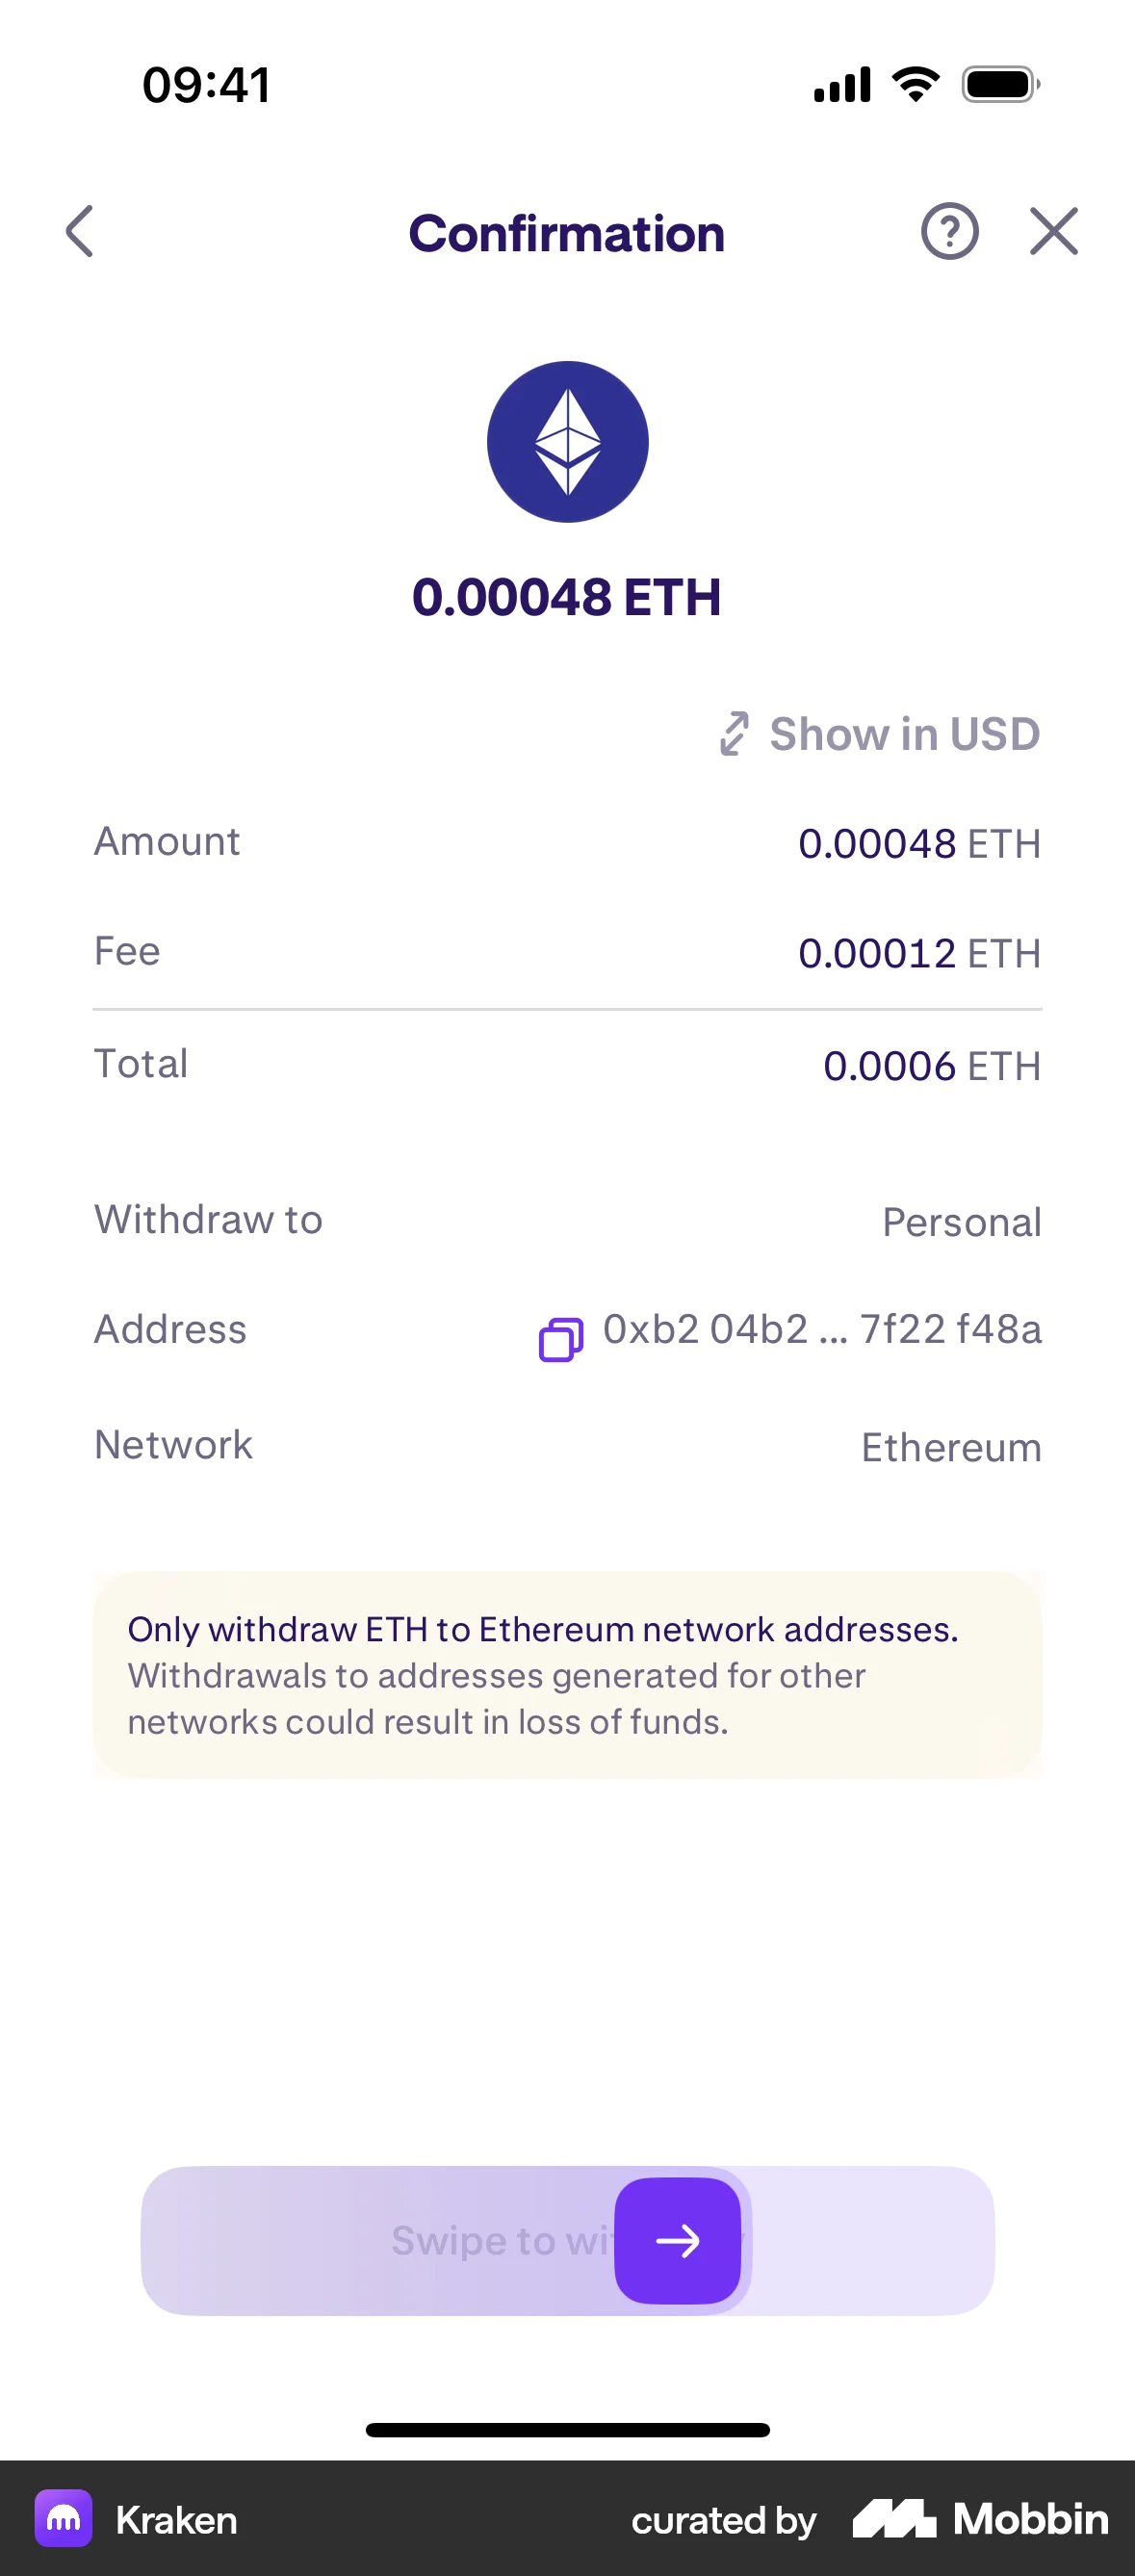 09:41
Confirmation
0.00048 ETH
Show in USD
Amount 0.00048 ETH
Fee 0.00012 ETH
Total 0.0006 ETH
Withdraw to Personal
Address 0xb2 04b2 ... 7f22 f48a
Network Ethereum
Only withdraw ETH to Ethereum network addresses.
Withdrawals to addresses generated for other
networks could result in loss of funds.
Swipe to
Kraken curated by Mobbin